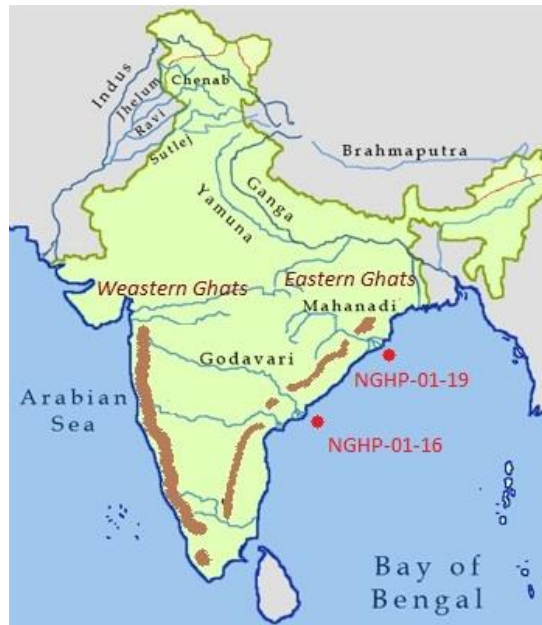 Indus
Jhelum
Chenab
Ravi
Sutlej
Brahmaputra
Ganga
Yamuna
Weastern Ghats
Eastern Ghats
Mahanadi
Godavari
NGHP-01-19
Arabian
Sea
NGHP-01-16
Bay of
Bengal